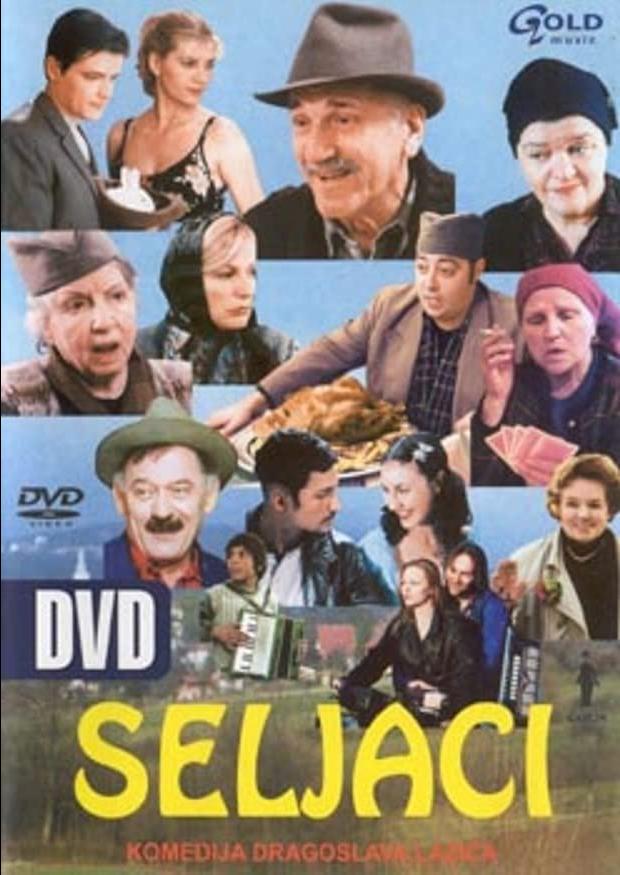 GOLD
music
DVD
VIDEO
DVD
SELJACI
KOMEDIJA DRAGOSLAVA LAZIĆA